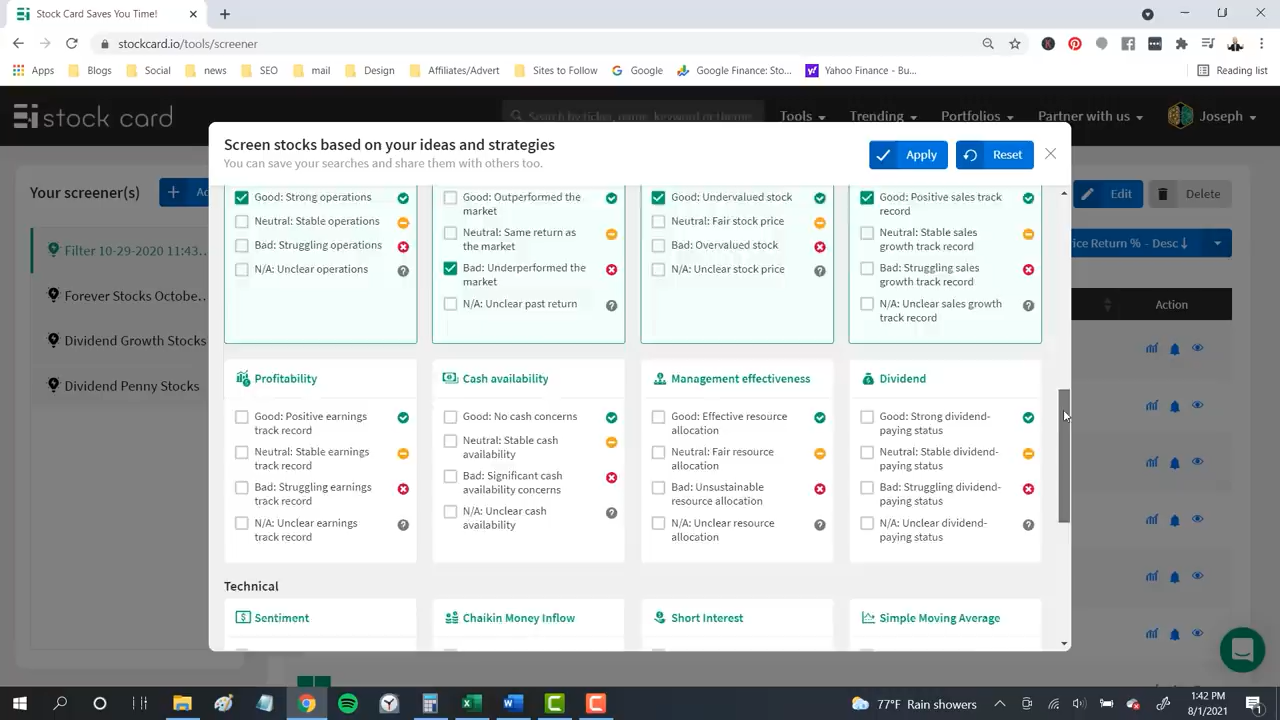 Stock Card Saves You Time!
stockcard.io/tools/screener
Apps
Blogs
Social
news
SEO
mail
Design
Affiliates/Advert
Sites to Follow
Google
Google Finance: Sto...
Yahoo Finance - Bu...
Reading list
stock card
Search by ticker, name, keyword or theme
Tools
Trending
Portfolios
Partner with us
Joseph
Your screener(s)
Edit
Delete
Filter 10-29-2020 11:43...
Forever Stocks Octobe...
Dividend Growth Stocks
Dividend Penny Stocks
rice Return % - Desc
Action
Screen stocks based on your ideas and strategies
You can save your searches and share them with others too.
Apply
Reset
Good: Strong operations
Neutral: Stable operations
Bad: Struggling operations
N/A: Unclear operations
Good: Outperformed the
market
Neutral: Same return as
the market
Bad: Underperformed the
market
N/A: Unclear past return
Good: Undervalued stock
Neutral: Fair stock price
Bad: Overvalued stock
N/A: Unclear stock price
Good: Positive sales track
record
Neutral: Stable sales
growth track record
Bad: Struggling sales
growth track record
N/A: Unclear sales growth
track record
Profitability
Good: Positive earnings
track record
Neutral: Stable earnings
track record
Bad: Struggling earnings
track record
N/A: Unclear earnings
track record
Cash availability
Good: No cash concerns
Neutral: Stable cash
availability
Bad: Significant cash
availability concerns
N/A: Unclear cash
availability
Management effectiveness
Good: Effective resource
allocation
Neutral: Fair resource
allocation
Bad: Unsustainable
resource allocation
N/A: Unclear resource
allocation
Dividend
Good: Strong dividend-
paying status
Neutral: Stable dividend-
paying status
Bad: Struggling dividend-
paying status
N/A: Unclear dividend-
paying status
Technical
Sentiment
Chaikin Money Inflow
Short Interest
Simple Moving Average
77°F Rain showers
1:42 PM
8/1/2021